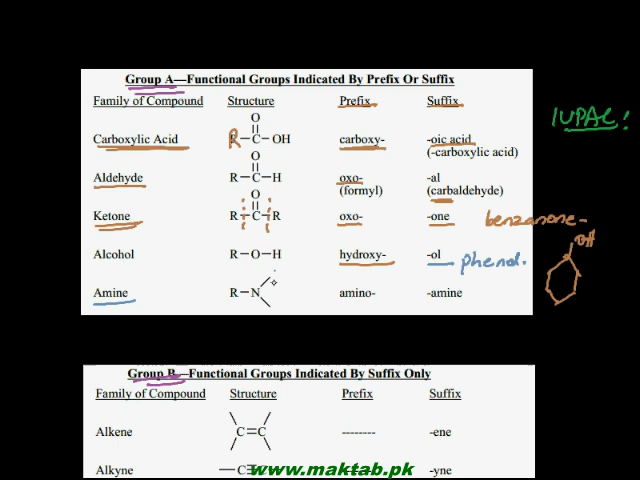 Group A—Functional Groups Indicated By Prefix Or Suffix
Family of Compound Structure Prefix Suffix
IUPAC!
O
Carboxylic Acid R–C–OH carboxy- -oic acid
(-carboxylic acid)
O
Aldehyde R–C–H oxo- -al
(formyl) (carbaldehyde)
O
Ketone R–C–R oxo- -one benzanone-
OH
Alcohol R–O–H hydroxy- -ol phenol.
Amine R–N amino- -amine
Group B—Functional Groups Indicated By Suffix Only
Family of Compound Structure Prefix Suffix
Alkene C=C -------- -ene
Alkyne –C -yne
www.maktab.pk